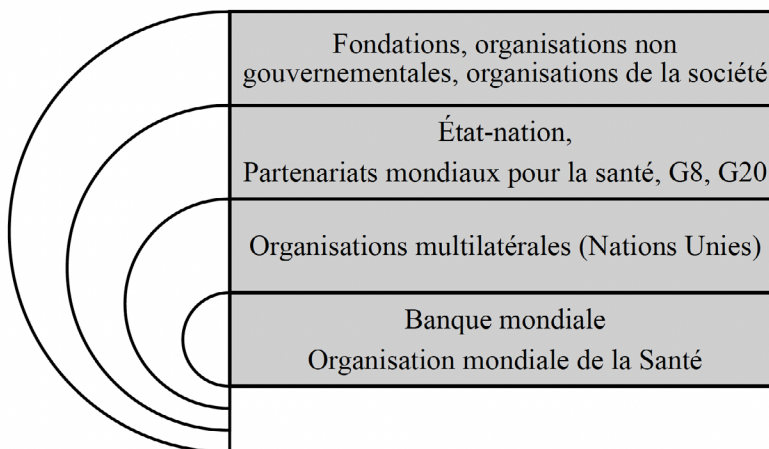 Fondations, organisations non
gouvernementales, organisations de la société
État-nation,
Partenariats mondiaux pour la santé, G8, G20
Organisations multilatérales (Nations Unies)
Banque mondiale
Organisation mondiale de la Santé